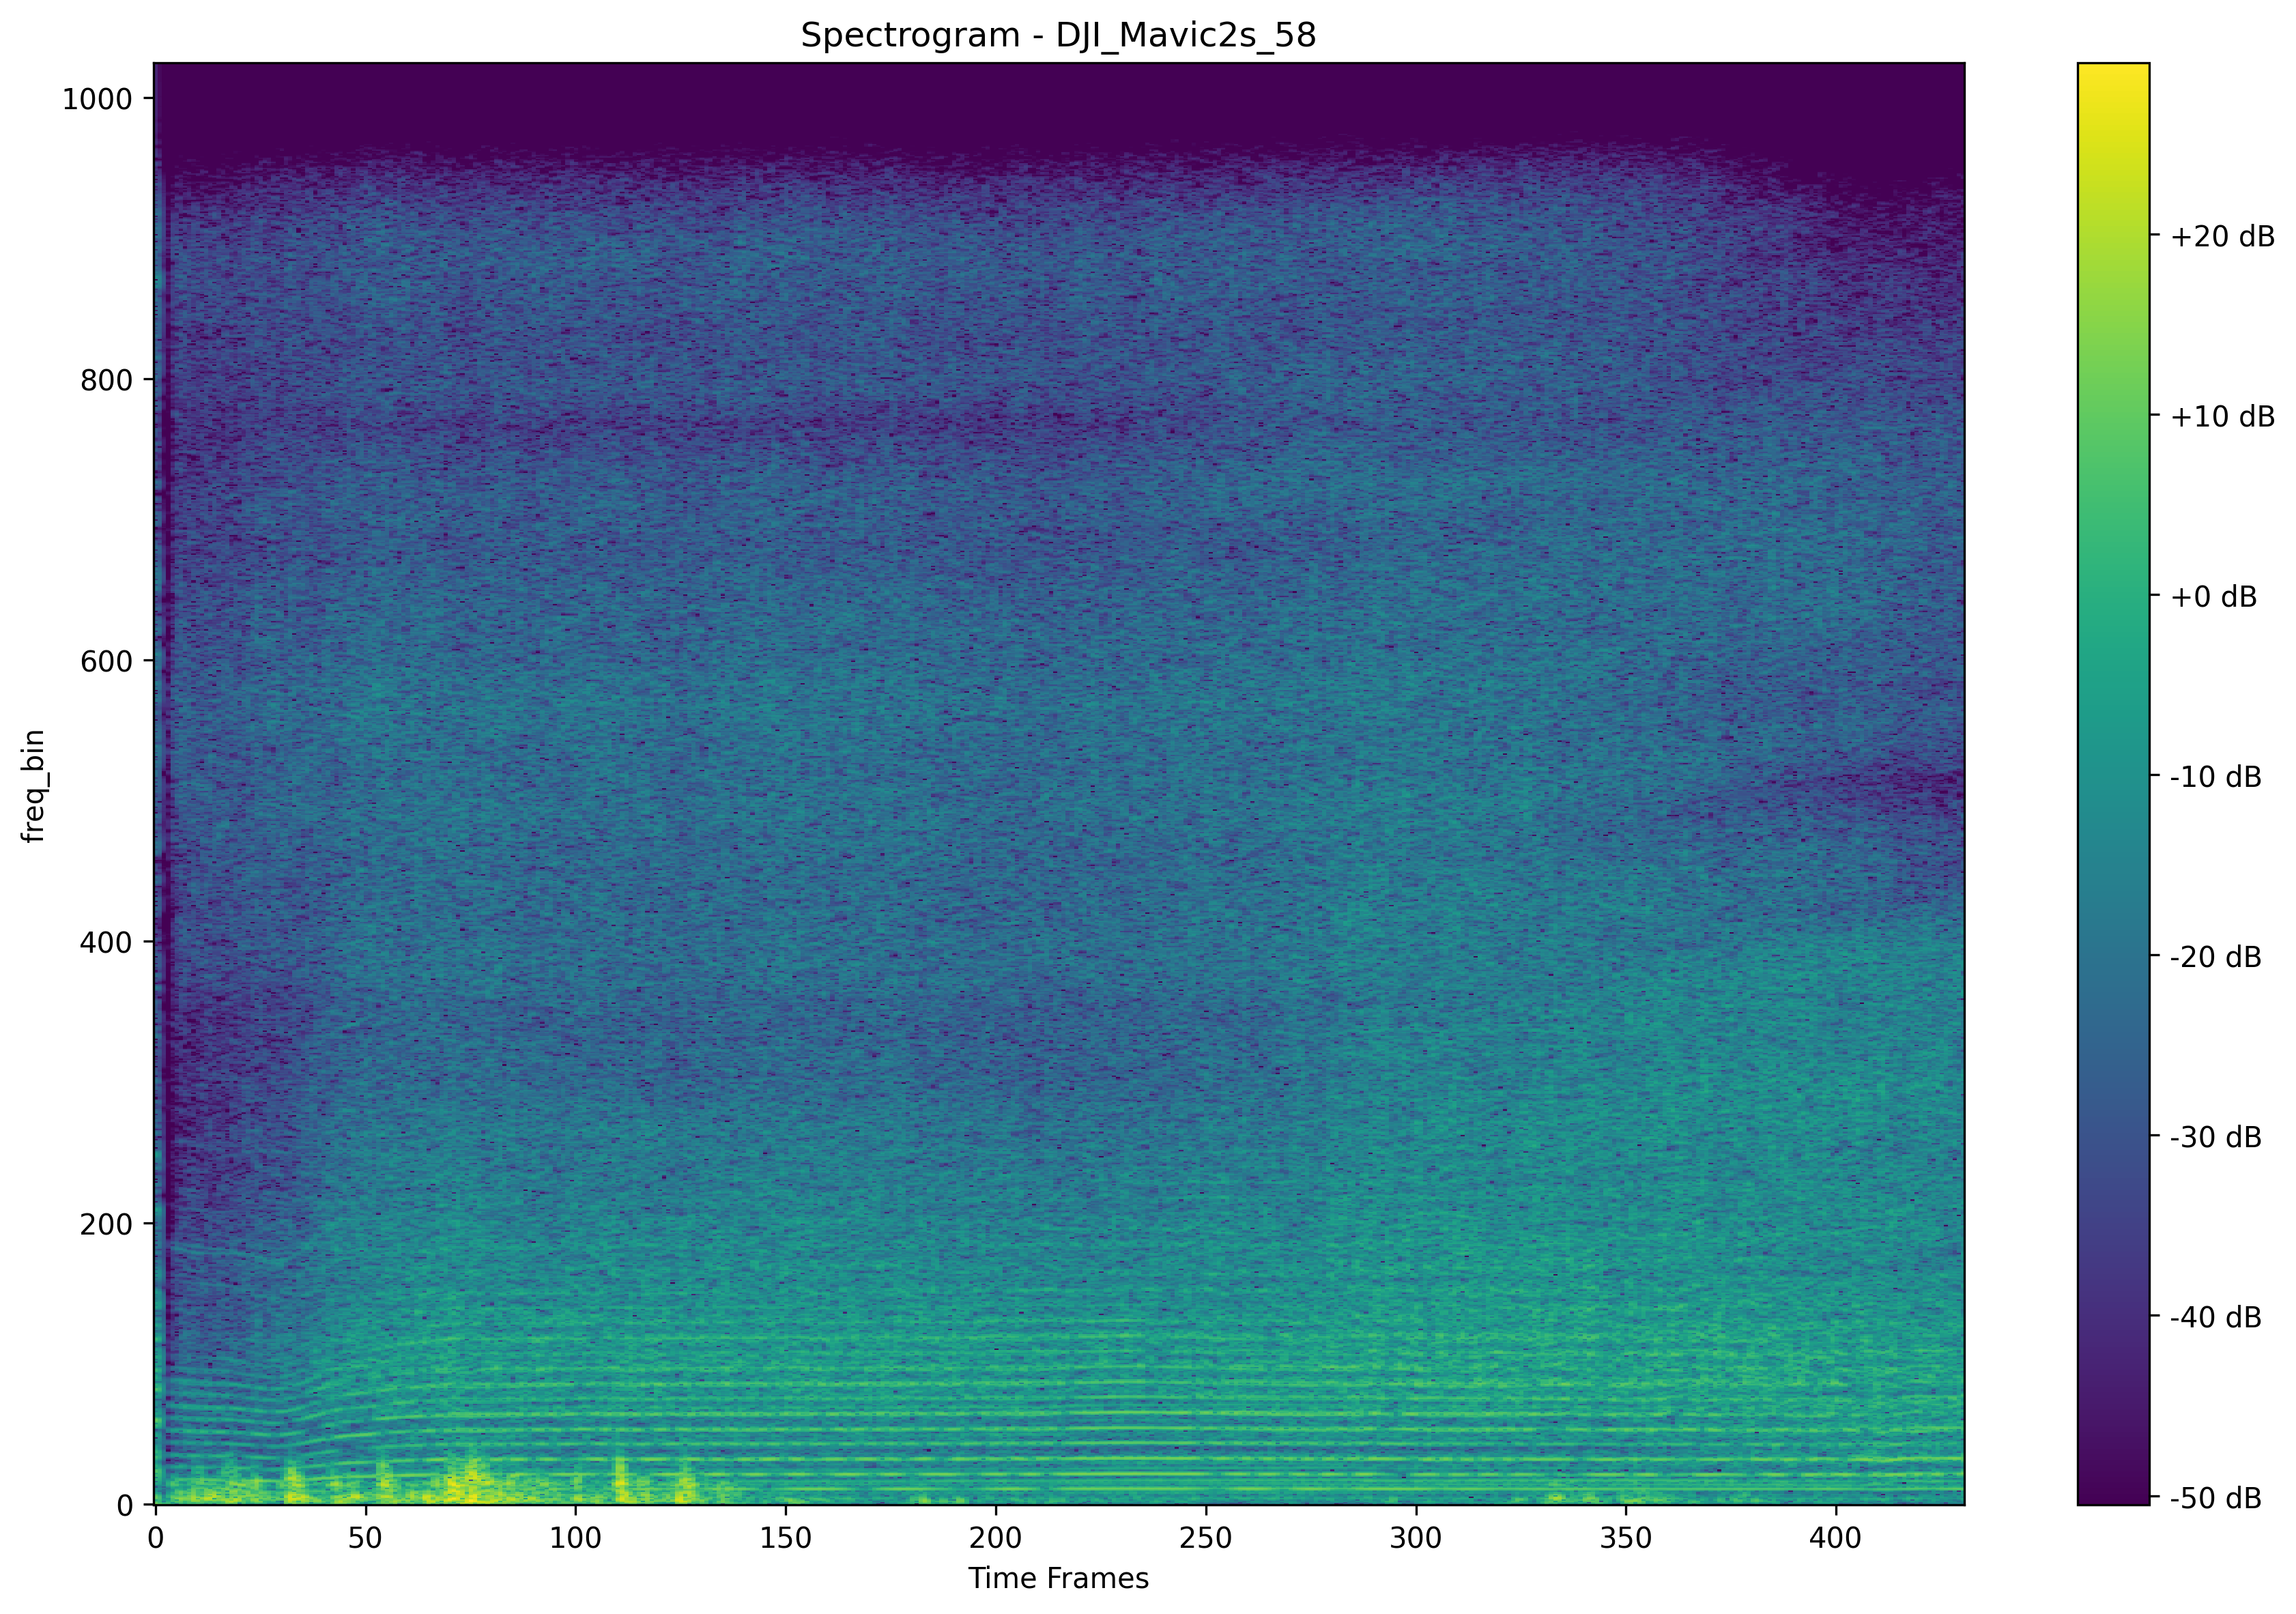 Spectrogram - DJI_Mavic2s_58
freq_bin
1000
800
600
400
200
0
0 50 100 150 200 250 300 350 400
Time Frames
+20 dB
+10 dB
+0 dB
-10 dB
-20 dB
-30 dB
-40 dB
-50 dB